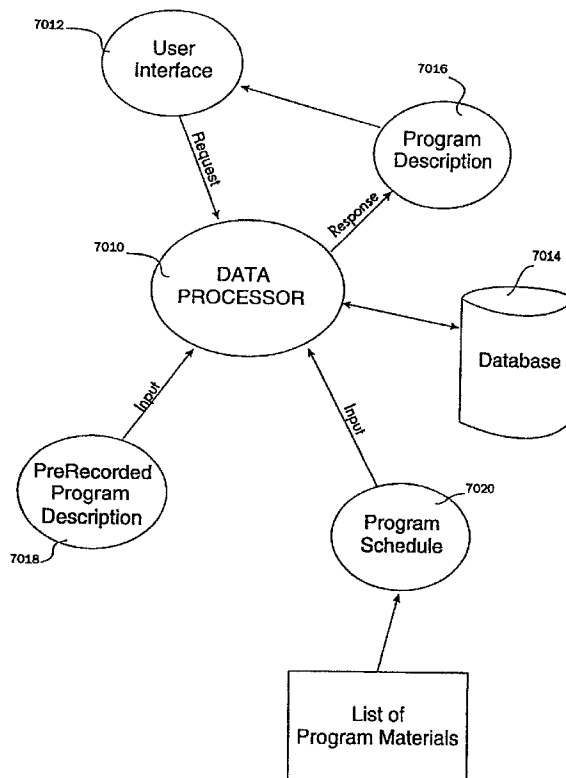 7012
User
Interface
7016
Program
Description
Request
Response
7010
DATA
PROCESSOR
7014
Database
Input
Input
PreRecorded
Program
Description
7018
7020
Program
Schedule
List of
Program Materials